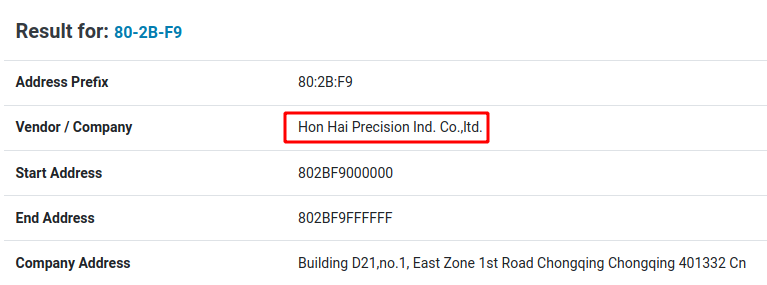 Result for: 80-2B-F9
Address Prefix 80:2B:F9
Vendor / Company Hon Hai Precision Ind. Co.,ltd.
Start Address 802BF9000000
End Address 802BF9FFFFFF
Company Address Building D21,no.1, East Zone 1st Road Chongqing Chongqing 401332 Cn